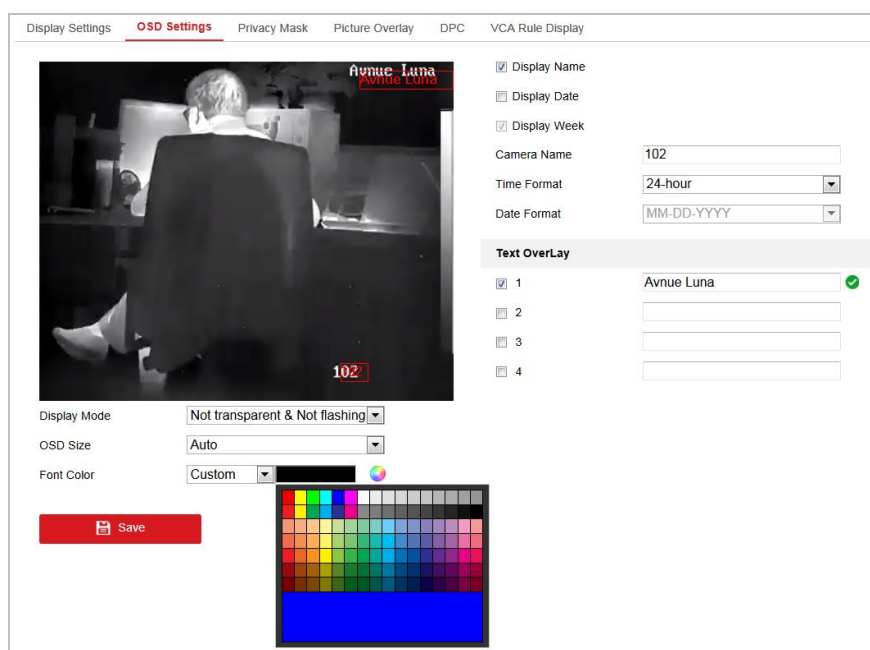 Display Settings OSD Settings Privacy Mask Picture Overlay DPC VCA Rule Display
Avnue Luna
Avnue Luna
Display Name
Display Date
Display Week
Camera Name 102
Time Format 24-hour
Date Format MM-DD-YYYY
Text OverLay
1 Avnue Luna
2
3
4
102
102
Display Mode Not transparent & Not flashing
OSD Size Auto
Font Color Custom
Save